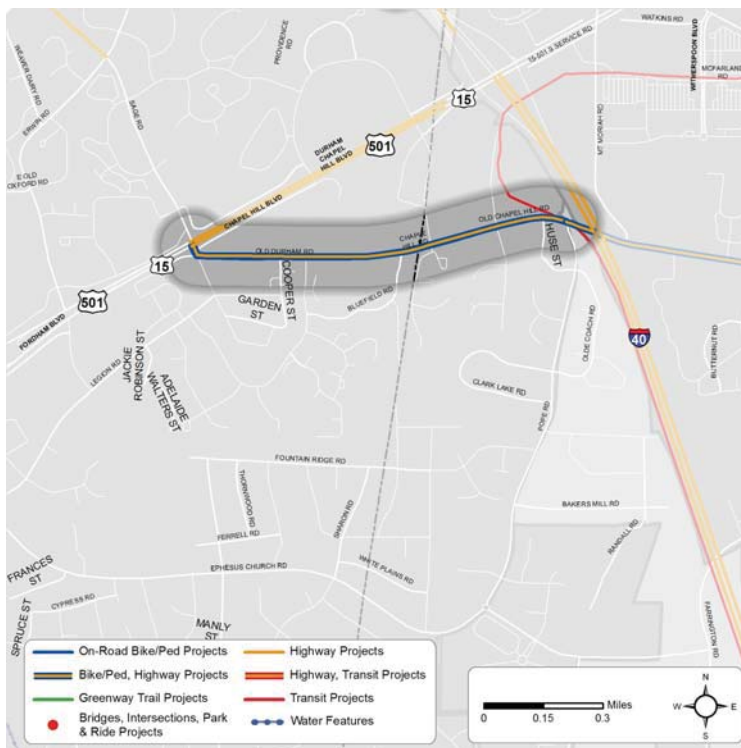 WATKINS RD
WITHERSPOON BLVD
MCFARLAND
RD
15-501 S SERVICE RD
PROVIDENCE
RD
WEAVER DAIRY RD
ERWIN RD
SAGE RD
MT MORIAH RD
15
501
DURHAM
CHAPEL
HILL BLVD
E OLD
OXFORD RD
CHAPEL HILL BLVD
OLD CHAPEL HILL RD
CHAPEL
HILL RD
OLD DURHAM RD
HUSE ST
15
501
COOPER ST
BLUEFIELD RD
GARDEN
ST
FORDHAM BLVD
40
OLDE COACH RD
BUTTERNUT RD
JACKIE
ROBINSON ST
LEGION RD
ADELAIDE
WALTERS ST
CLARK LAKE RD
POPE RD
FOUNTAIN RIDGE RD
THORNWOOD
RD
SHARON RD
BAKERS MILL RD
RANDALL RD
FERRELL RD
EPHESUS CHURCH RD
WHITE PLAINS RD
FRANCES
ST
SPRUCE ST
CYPRESS RD
MANLY
ST
FARRINGTON
RD
On-Road Bike/Ped Projects
Highway Projects
Bike/Ped, Highway Projects
Highway, Transit Projects
Greenway Trail Projects
Transit Projects
Bridges, Intersections, Park
& Ride Projects
Water Features
Miles
0 0.15 0.3
N
W E
S